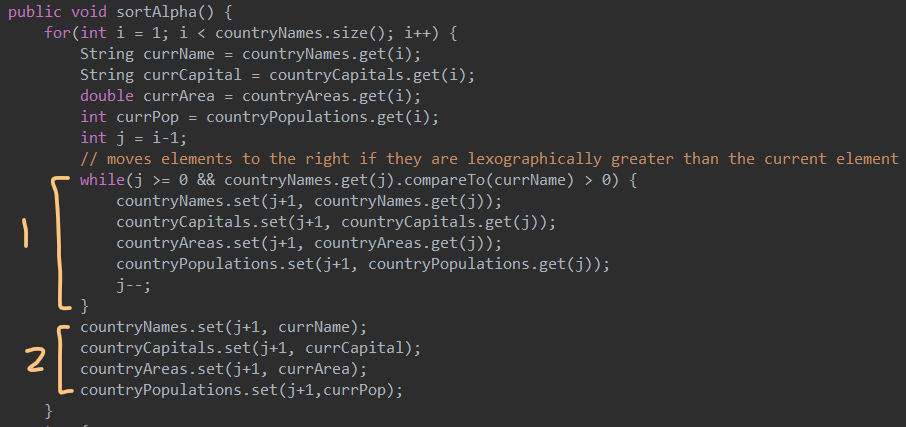 public void sortAlpha() {
for(int i = 1; i < countryNames.size(); i++) {
String currName = countryNames.get(i);
String currCapital = countryCapitals.get(i);
double currArea = countryAreas.get(i);
int currPop = countryPopulations.get(i);
int j = i-1;
// moves elements to the right if they are lexographically greater than the current element
while(j >= 0 && countryNames.get(j).compareTo(currName) > 0) {
countryNames.set(j+1, countryNames.get(j));
1
countryCapitals.set(j+1, countryCapitals.get(j));
countryAreas.set(j+1, countryAreas.get(j));
countryPopulations.set(j+1, countryPopulations.get(j));
j--;
}
countryNames.set(j+1, currName);
2
countryCapitals.set(j+1, currCapital);
countryAreas.set(j+1, currArea);
countryPopulations.set(j+1,currPop);
}